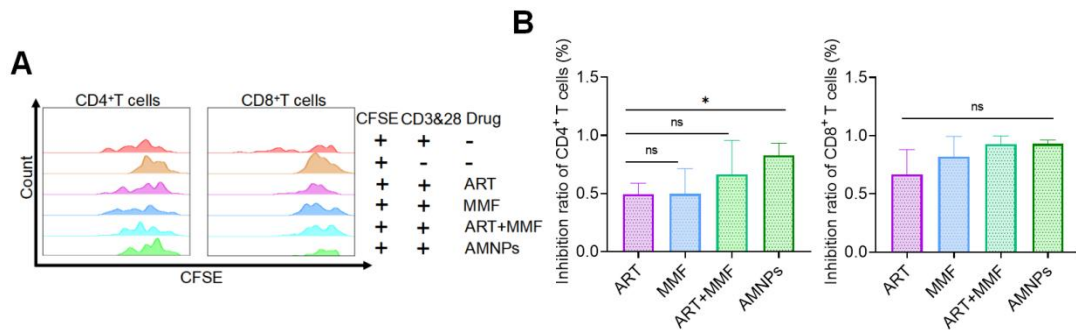 A
CD4+T cells
CD8+T cells
CFSE CD3&28 Drug
+ + -
+ - -
+ + ART
+ + MMF
+ + ART+MMF
+ + AMNPs
Count
CFSE
B
Inhibition ratio of CD4+ T cells (%)
1.5
1.0
0.5
0.0
*
ns
ns
ART
MMF
ART+MMF
AMNPs
Inhibition ratio of CD8+ T cells (%)
1.5
1.0
0.5
0.0
ns
ART
MMF
ART+MMF
AMNPs